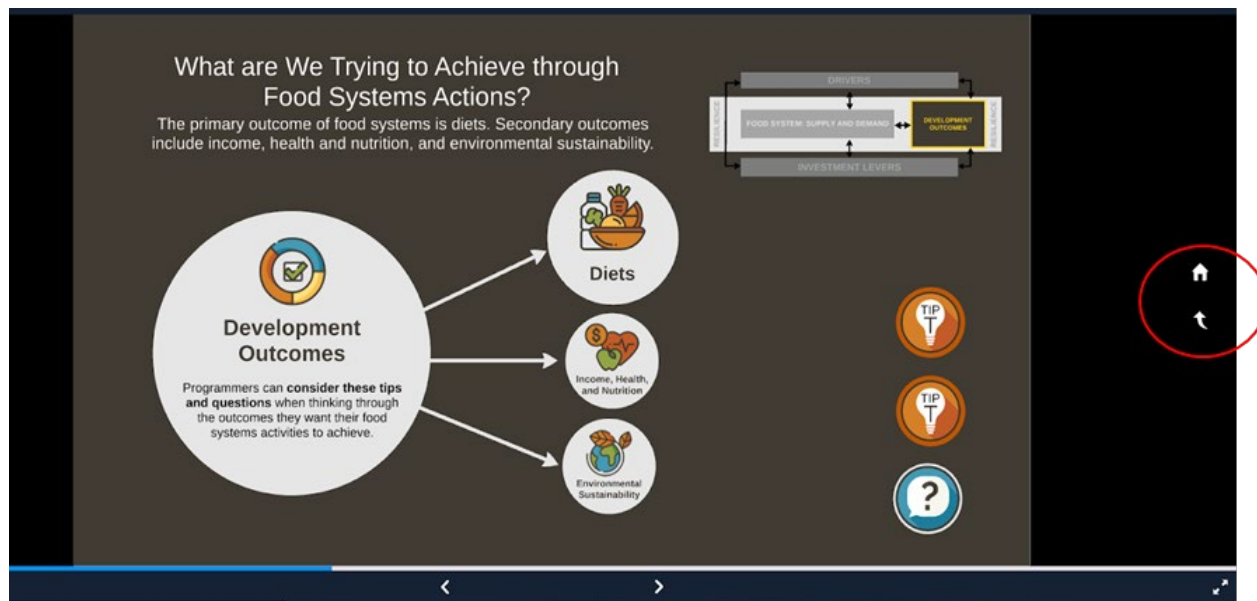 What are We Trying to Achieve through
Food Systems Actions?
The primary outcome of food systems is diets. Secondary outcomes
include income, health and nutrition, and environmental sustainability.
DRIVERS
RESILIENCE
FOOD SYSTEM: SUPPLY AND DEMAND
DEVELOPMENT
OUTCOMES
RESILIENCE
INVESTMENT LEVERS
Development
Outcomes
Programmers can consider these tips
and questions when thinking through
the outcomes they want their food
systems activities to achieve.
Diets
Income, Health,
and Nutrition
Environmental
Sustainability
TIP
TIP
?